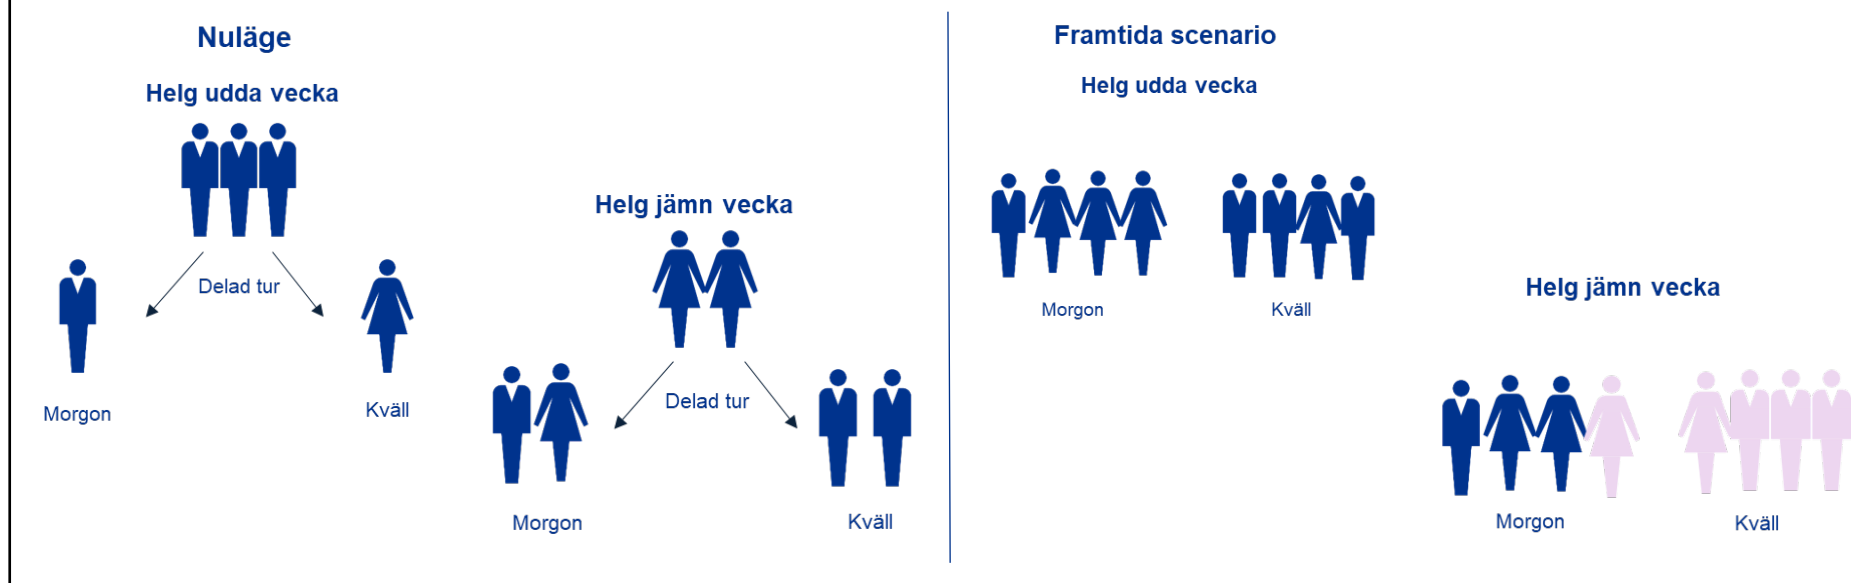 Nuläge
Helg udda vecka
Delad tur
Morgon
Kväll
Helg jämn vecka
Delad tur
Morgon
Kväll
Framtida scenario
Helg udda vecka
Morgon
Kväll
Helg jämn vecka
Morgon
Kväll